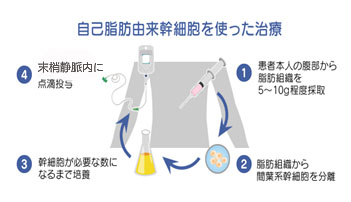 自己脂肪由来幹細胞を使った治療
1
患者本人の腹部から
脂肪組織を
5〜10g程度採取
2
脂肪組織から
間葉系幹細胞を分離
3
幹細胞が必要な数に
なるまで培養
4
末梢静脈内に
点滴投与